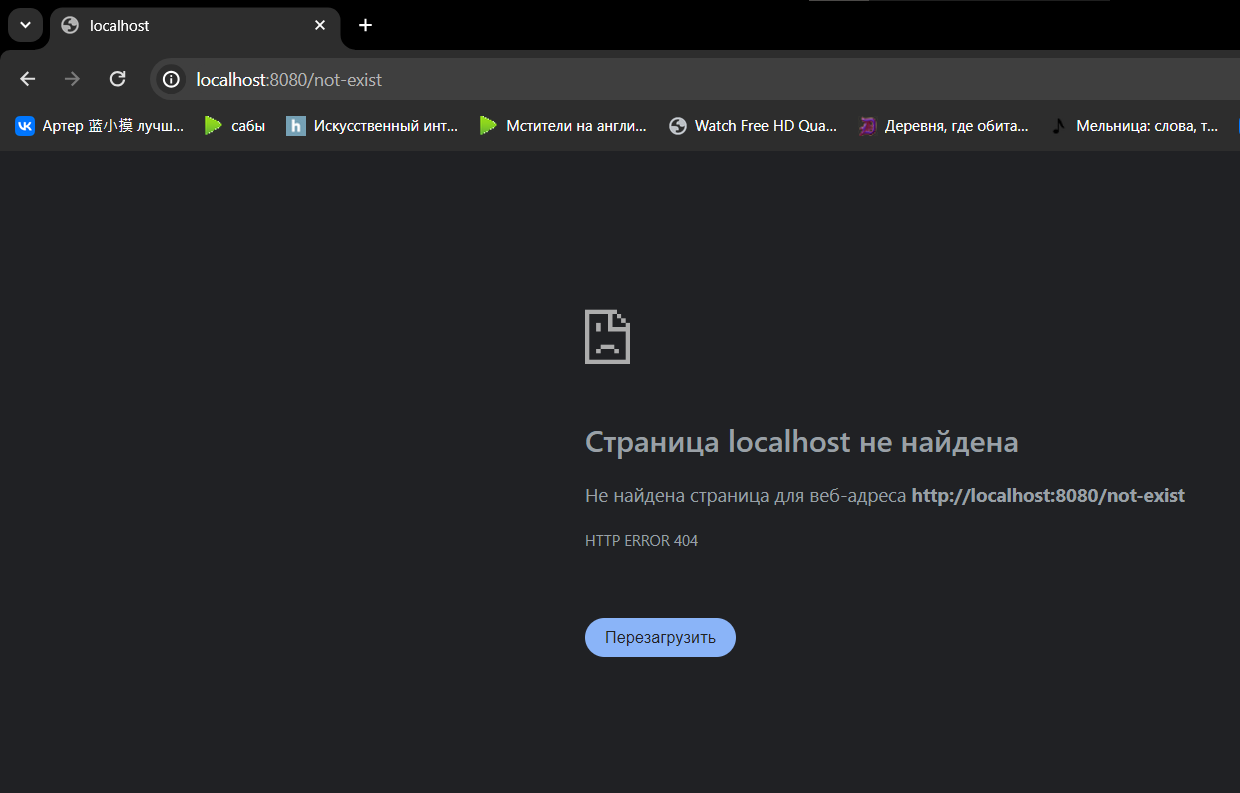 localhost
localhost:8080/not-exist
Артер 蓝小摸 лучш... сабы Искусственный инт... Мстители на англи... Watch Free HD Qua... Деревня, где обита... Мельница: слова, т...
Страница localhost не найдена
Не найдена страница для веб-адреса http://localhost:8080/not-exist
HTTP ERROR 404
Перезагрузить